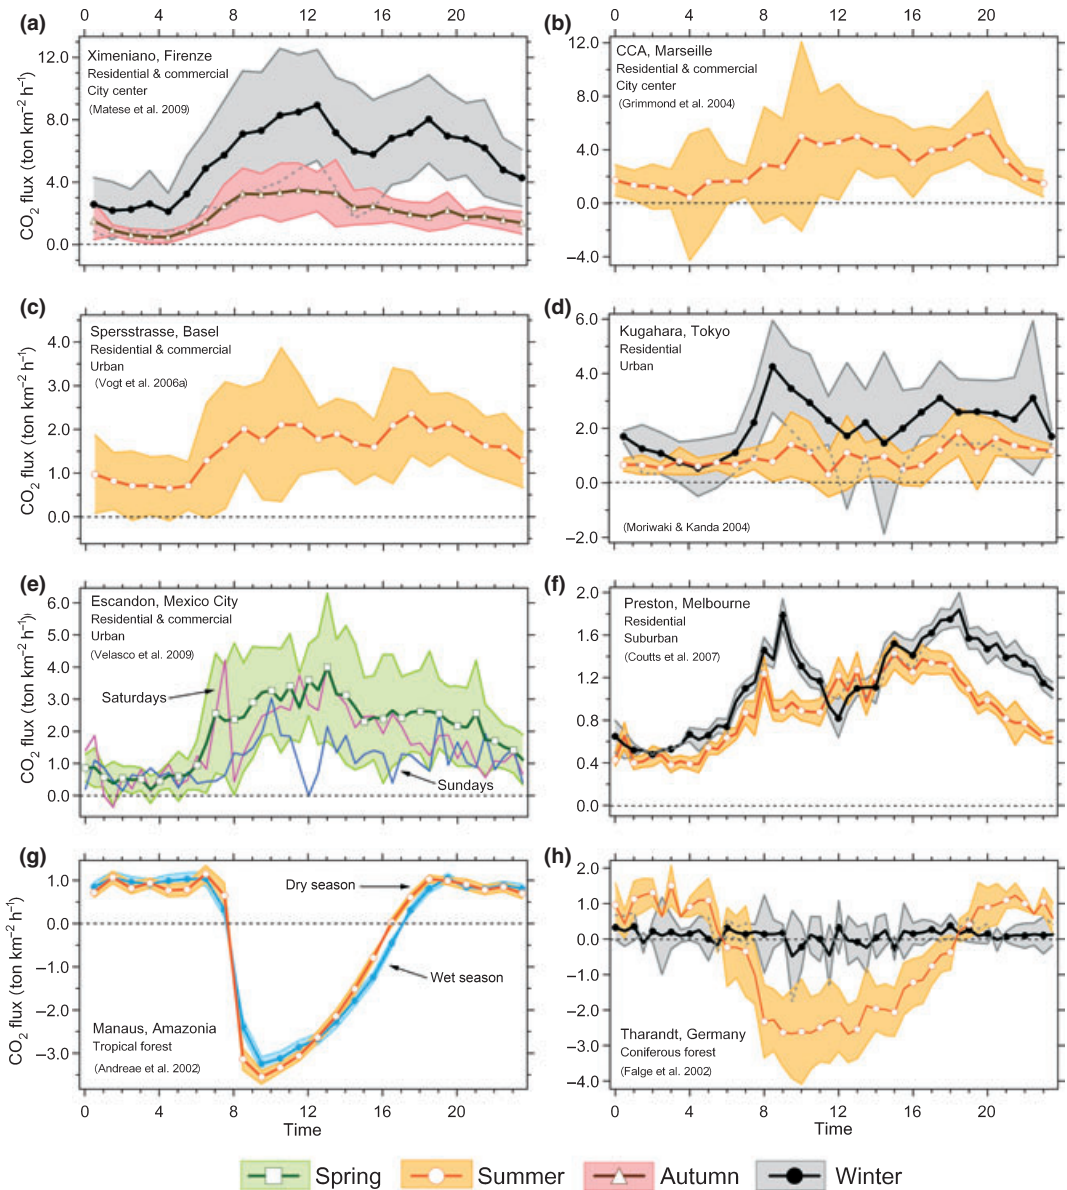 0 4 8 12 16 20
0 4 8 12 16 20
(a)
Ximeniano, Firenze
Residential & commercial
City center
(Matese et al. 2009)
CO2 flux (ton km−2 h−1)
12.0
8.0
4.0
0.0
(b)
CCA, Marseille
Residential & commercial
City center
(Grimmond et al. 2004)
12.0
8.0
4.0
0.0
−4.0
(c)
Spersstrasse, Basel
Residential & commercial
Urban
(Vogt et al. 2006a)
CO2 flux (ton km−2 h−1)
4.0
3.0
2.0
1.0
0.0
(d)
Kugahara, Tokyo
Residential
Urban
(Moriwaki & Kanda 2004)
6.0
4.0
2.0
0.0
−2.0
(e)
Escandon, Mexico City
Residential & commercial
Urban
(Velasco et al. 2009)
Saturdays
Sundays
CO2 flux (ton km−2 h−1)
6.0
5.0
4.0
3.0
2.0
1.0
0.0
(f)
Preston, Melbourne
Residential
Suburban
(Coutts et al. 2007)
2.0
1.6
1.2
0.8
0.4
0.0
(g)
Dry season
Wet season
Manaus, Amazonia
Tropical forest
(Andreae et al. 2002)
CO2 flux (ton km−2 h−1)
1.0
0.0
−1.0
−2.0
−3.0
0 4 8 12 16 20
Time
(h)
Tharandt, Germany
Coniferous forest
(Falge et al. 2002)
2.0
1.0
0.0
−1.0
−2.0
−3.0
−4.0
0 4 8 12 16 20
Time
Spring Summer Autumn Winter